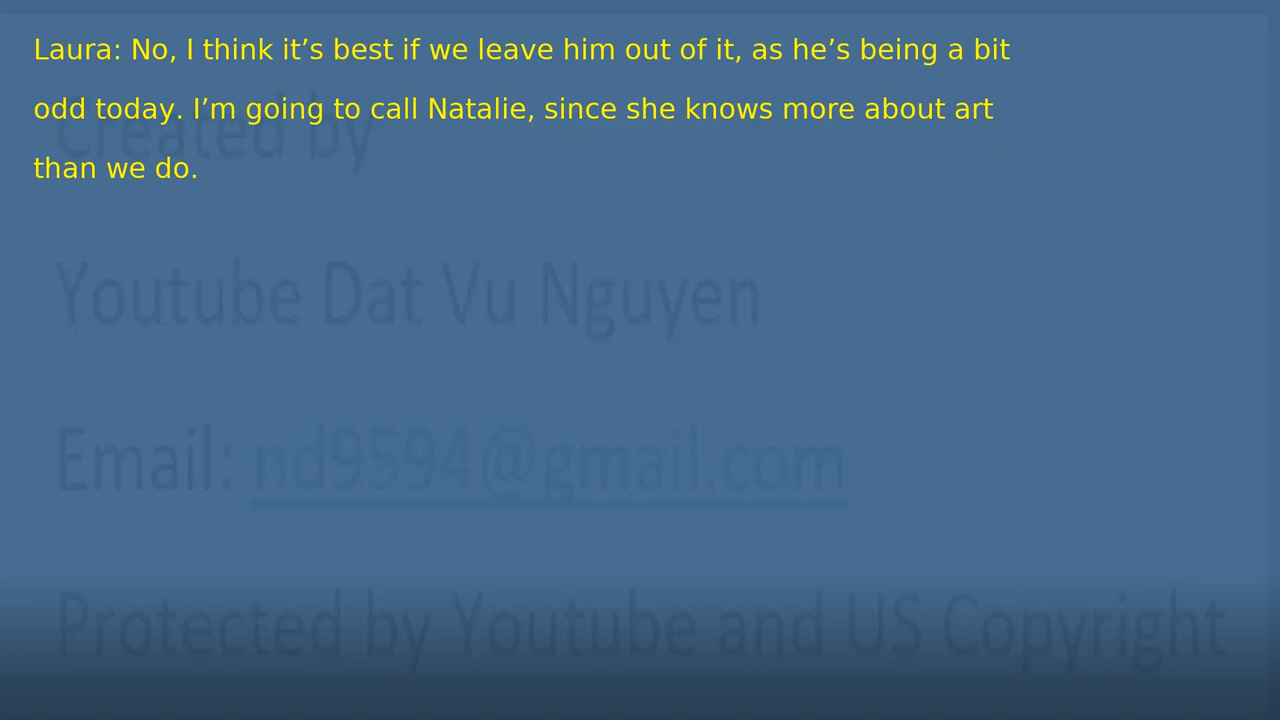 Laura: No, I think it’s best if we leave him out of it, as he’s being a bit
odd today. I’m going to call Natalie, since she knows more about art
than we do.
Created by
Youtube Dat Vu Nguyen
Email: nd9594@gmail.com
Protected by Youtube and US Copyright